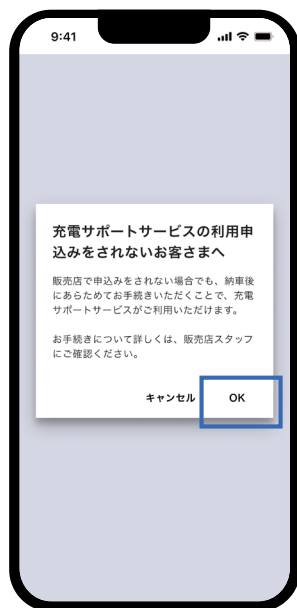 9:41
充電サポートサービスの利用申
込みをされないお客さまへ
販売店で申込みをされない場合でも、納車後
にあらためてお手続きいただくことで、充電
サポートサービスがご利用いただけます。
お手続きについて詳しくは、販売店スタッフ
にご確認ください。
キャンセル OK